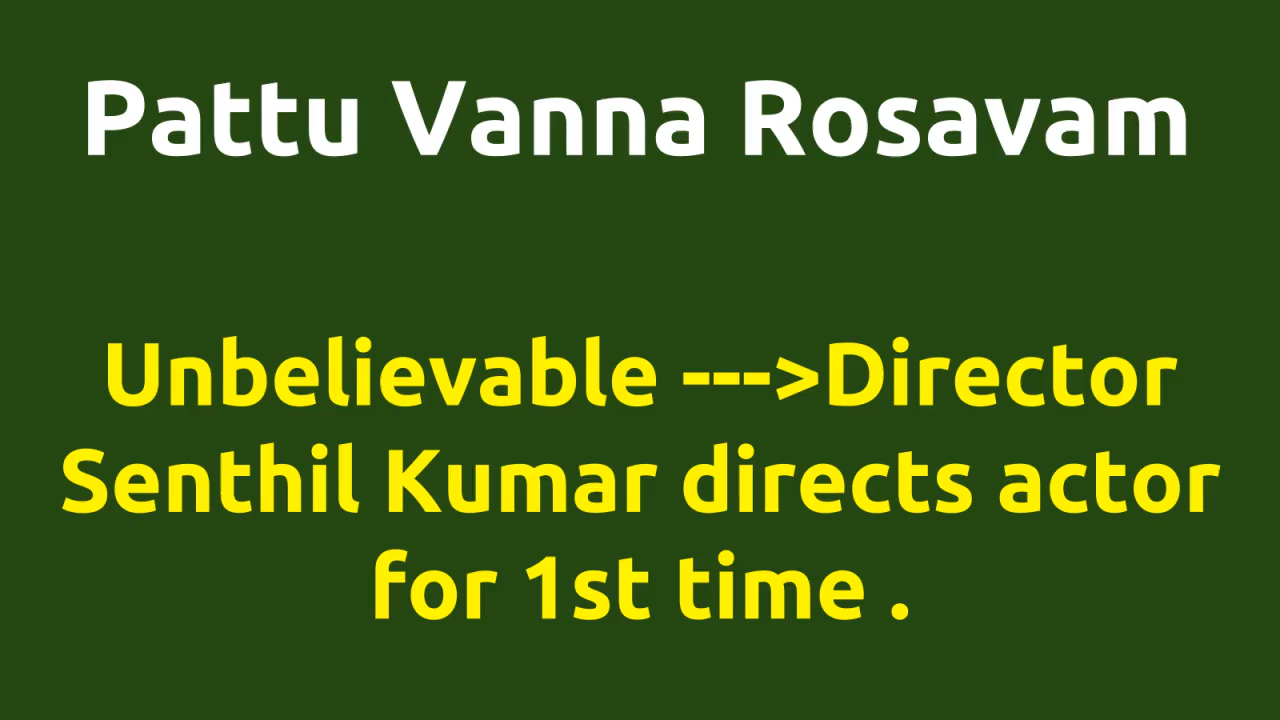 Pattu Vanna Rosavam
Unbelievable --->Director
Senthil Kumar directs actor
for 1st time .